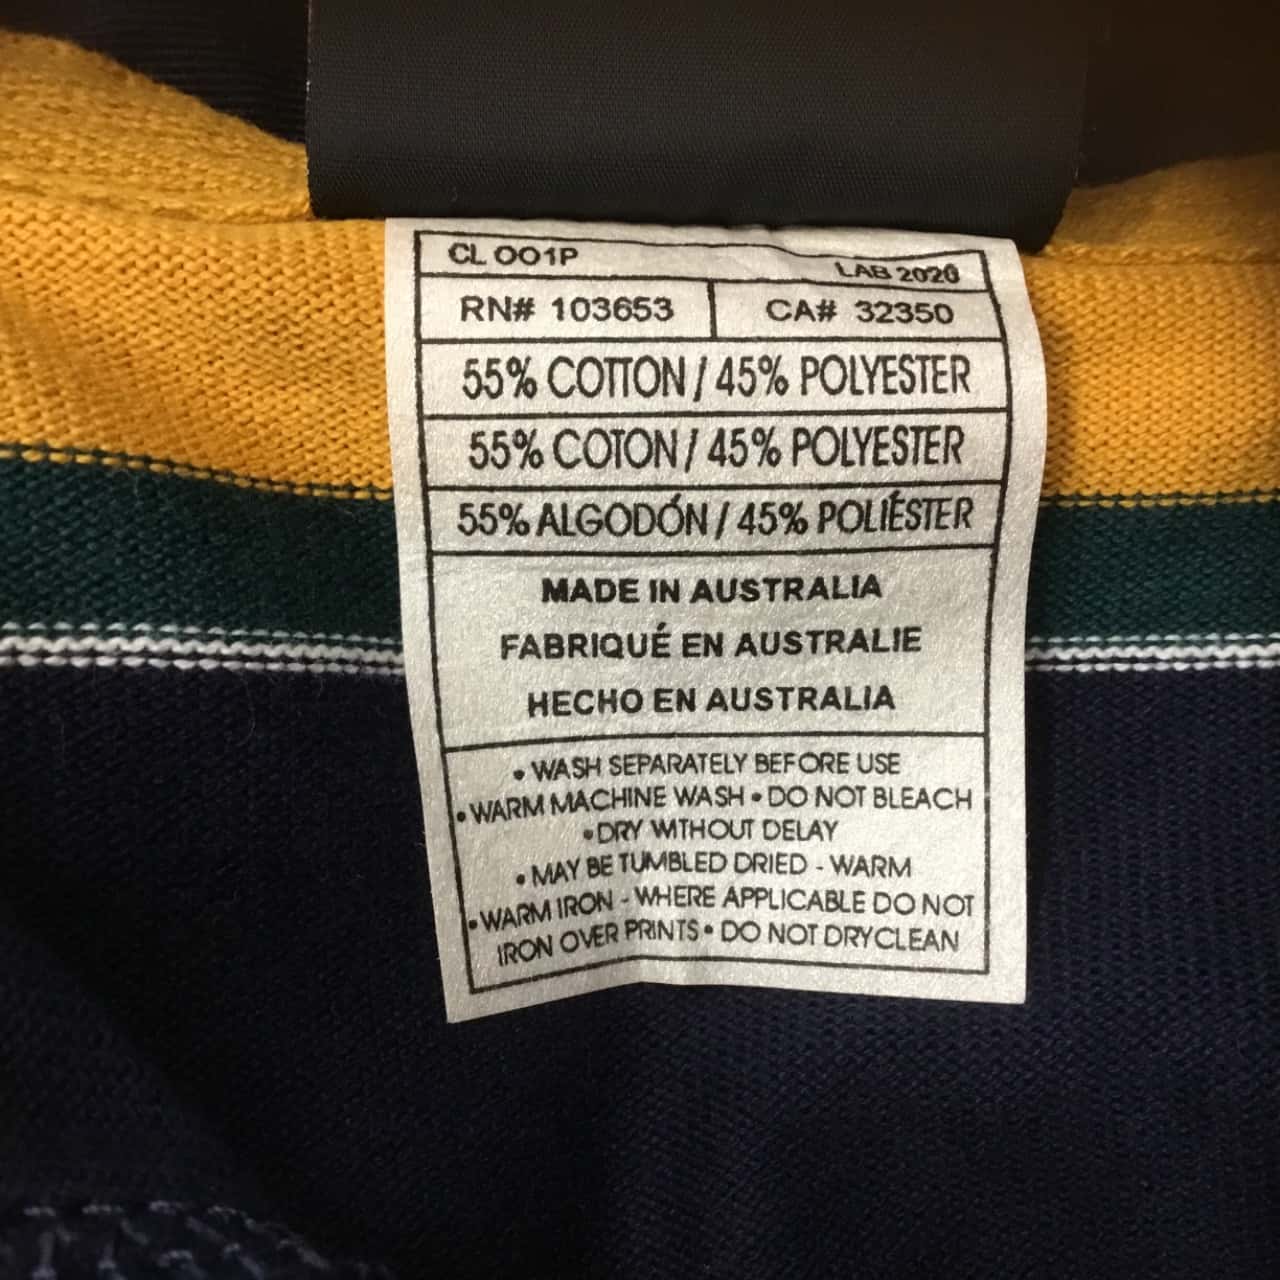 CL OO1P
LAB 2020
RN# 103653
CA# 32350
55% COTTON / 45% POLYESTER
55% COTON / 45% POLYESTER
55% ALGODÓN / 45% POLIÉSTER
MADE IN AUSTRALIA
FABRIQUÉ EN AUSTRALIE
HECHO EN AUSTRALIA
• WASH SEPARATELY BEFORE USE
• WARM MACHINE WASH • DO NOT BLEACH
• DRY WITHOUT DELAY
• MAY BE TUMBLED DRIED - WARM
• WARM IRON - WHERE APPLICABLE DO NOT
IRON OVER PRINTS • DO NOT DRYCLEAN